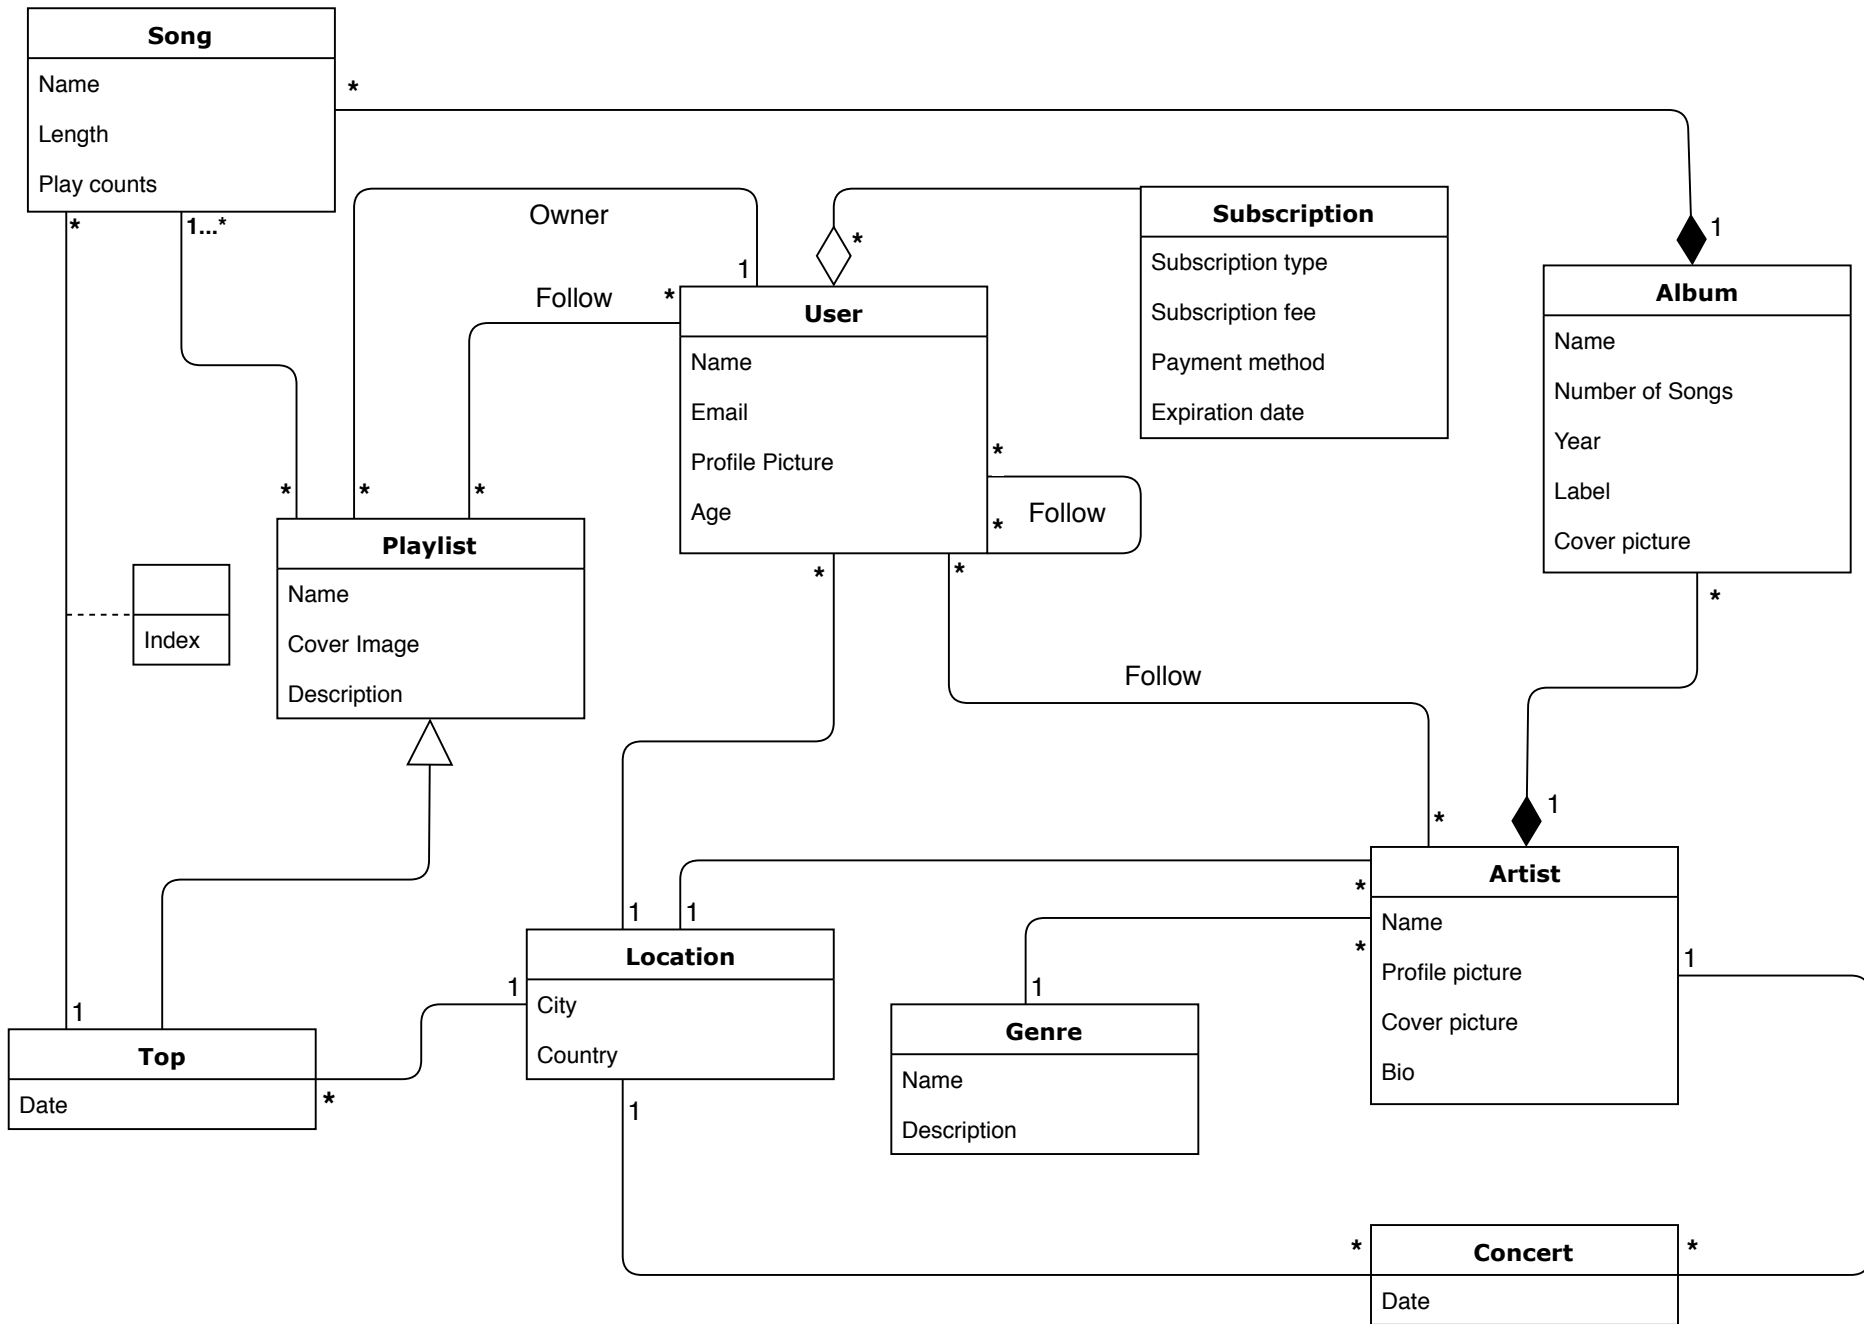 Song
Name
Length
Play counts
*
*
1...*
Owner
1
Follow
*
*
*
*
*
User
Name
Email
Profile Picture
Age
*
*
Follow
*
*
Subscription
Subscription type
Subscription fee
Payment method
Expiration date
1
Album
Name
Number of Songs
Year
Label
Cover picture
*
Playlist
Name
Cover Image
Description
Index
Follow
*
1
Artist
Name
Profile picture
Cover picture
Bio
*
*
1
1
1
Location
City
Country
1
1
1
Genre
Name
Description
1
Top
Date
*
*
Concert
Date
*